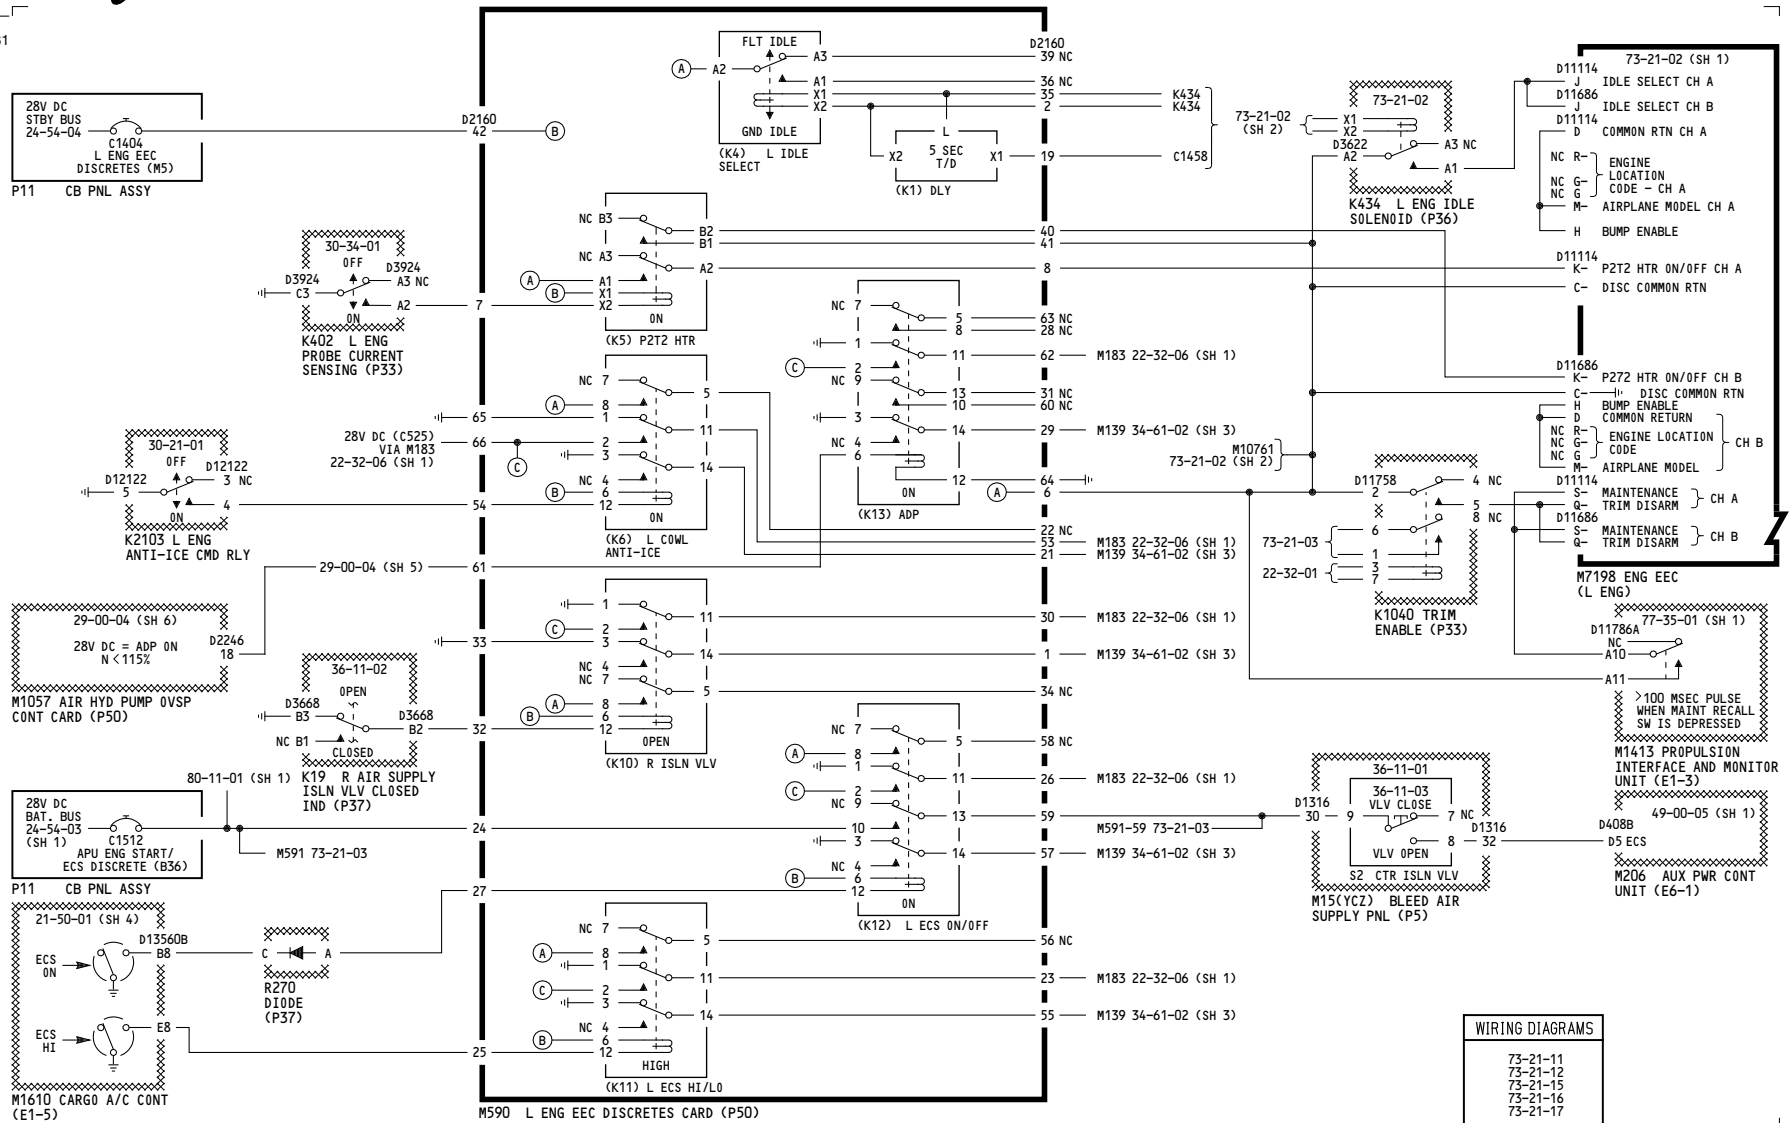 28V DC
STBY BUS
24-54-04
C1404
L ENG EEC
DISCRETES (M5)
P11 CB PNL ASSY
D2160
42
B
30-34-01
OFF
D3924
C3
D3924
A3 NC
A2
ON
7
K402 L ENG
PROBE CURRENT
SENSING (P33)
30-21-01
OFF
D12122
5
D12122
3 NC
4
ON
54
K2103 L ENG
ANTI-ICE CMD RLY
65
28V DC (C525)
VIA M183
22-32-06 (SH 1)
66
C
29-00-04 (SH 5)
61
29-00-04 (SH 6)
28V DC = ADP ON
N < 115%
D2246
18
M1057 AIR HYD PUMP OVSP
CONT CARD (P50)
33
36-11-02
OPEN
D3668
B3
D3668
B2
NC B1
CLOSED
32
K19 R AIR SUPPLY
ISLN VLV CLOSED
IND (P37)
80-11-01 (SH 1)
28V DC
BAT. BUS
24-54-03
(SH 1)
C1512
APU ENG START/
ECS DISCRETE (B36)
24
M591 73-21-03
P11 CB PNL ASSY
27
21-50-01 (SH 4)
D13560B
B8
ECS
ON
C
A
R270
DIODE
(P37)
E8
ECS
HI
25
M1610 CARGO A/C CONT
(E1-5)
FLT IDLE
A
A2
A3
A1
X1
X2
GND IDLE
(K4) L IDLE
SELECT
L
5 SEC
T/D
X2
X1
(K1) DLY
D2160
39 NC
36 NC
35
2
19
K434
K434
C1458
73-21-02
(SH 2)
NC B3
B2
B1
NC A3
A2
A
A1
B
X1
X2
ON
(K5) P2T2 HTR
40
41
8
NC 7
5
A
8
1
11
2
3
14
NC 4
B
6
12
ON
(K6) L COWL
ANTI-ICE
NC 7
5
8
1
11
C
2
NC 9
13
10
3
14
NC 4
6
12
ON
(K13) ADP
63 NC
28 NC
62 M183 22-32-06 (SH 1)
31 NC
60 NC
29 M139 34-61-02 (SH 3)
64
A
6
22 NC
53 M183 22-32-06 (SH 1)
21 M139 34-61-02 (SH 3)
1
11
C
2
3
14
NC 4
NC 7
5
A
8
B
6
12
OPEN
(K10) R ISLN VLV
30 M183 22-32-06 (SH 1)
1 M139 34-61-02 (SH 3)
34 NC
NC 7
5
A
8
1
11
C
2
NC 9
13
10
3
14
NC 4
B
6
12
ON
(K12) L ECS ON/OFF
58 NC
26 M183 22-32-06 (SH 1)
59
M591-59 73-21-03
57 M139 34-61-02 (SH 3)
NC 7
5
A
8
1
11
C
2
3
14
NC 4
B
6
12
HIGH
(K11) L ECS HI/LO
56 NC
23 M183 22-32-06 (SH 1)
55 M139 34-61-02 (SH 3)
M590 L ENG EEC DISCRETES CARD (P50)
73-21-02
X1
X2
D3622
A2
A3 NC
A1
K434 L ENG IDLE
SOLENOID (P36)
M10761
73-21-02 (SH 2)
D11758
2
4 NC
5
8 NC
6
73-21-03
1
3
22-32-01
7
K1040 TRIM
ENABLE (P33)
73-21-02 (SH 1)
D11114
J IDLE SELECT CH A
D11686
J IDLE SELECT CH B
D11114
D COMMON RTN CH A
NC R-
NC G-
NC G
ENGINE
LOCATION
CODE - CH A
M- AIRPLANE MODEL CH A
H BUMP ENABLE
D11114
K- P2T2 HTR ON/OFF CH A
C- DISC COMMON RTN
D11686
K- P272 HTR ON/OFF CH B
C- DISC COMMON RTN
H BUMP ENABLE
D COMMON RETURN
NC R-
NC G-
NC G
ENGINE LOCATION
CODE
CH B
M- AIRPLANE MODEL
D11114
S- MAINTENANCE
Q- TRIM DISARM
CH A
D11686
S- MAINTENANCE
Q- TRIM DISARM
CH B
M7198 ENG EEC
(L ENG)
77-35-01 (SH 1)
D11786A
NC
A10
A11
>100 MSEC PULSE
WHEN MAINT RECALL
SW IS DEPRESSED
M1413 PROPULSION
INTERFACE AND MONITOR
UNIT (E1-3)
36-11-01
36-11-03
VLV CLOSE
D1316
30
9
7 NC
D1316
8
32
VLV OPEN
S2 CTR ISLN VLV
M15(YCZ) BLEED AIR
SUPPLY PNL (P5)
49-00-05 (SH 1)
D408B
D5 ECS
M206 AUX PWR CONT
UNIT (E6-1)
WIRING DIAGRAMS
73-21-11
73-21-12
73-21-15
73-21-16
73-21-17